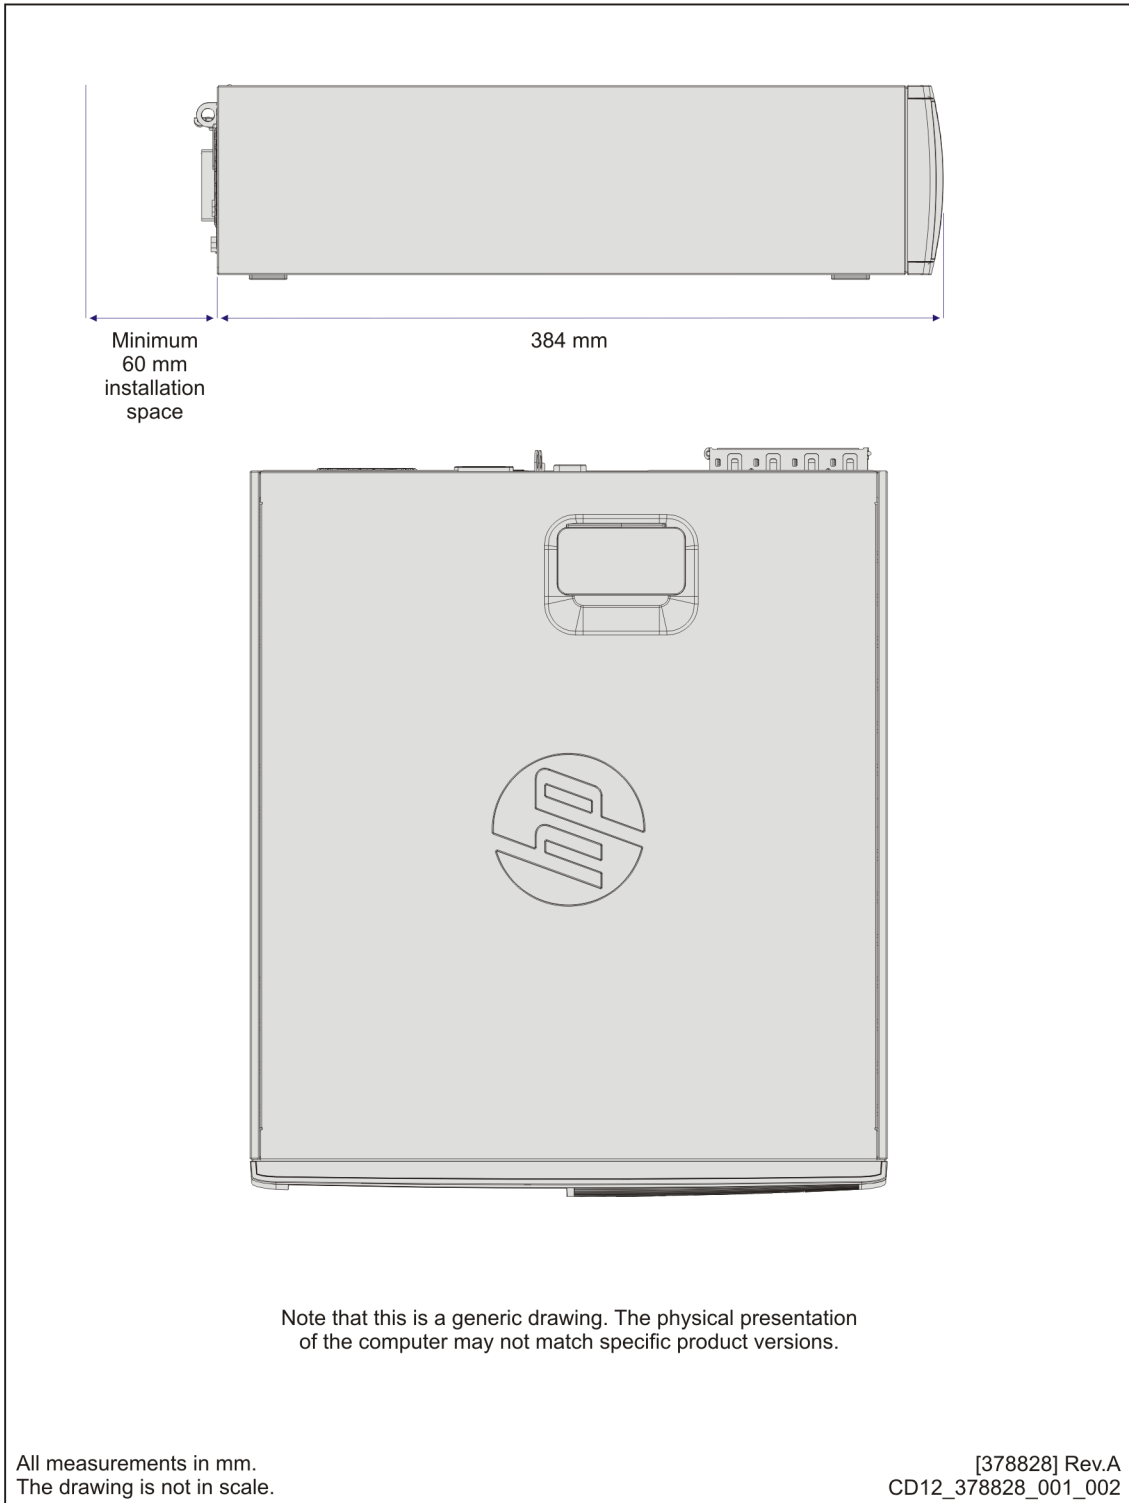 Minimum
60 mm
installation
space
384 mm
hp
Note that this is a generic drawing. The physical presentation
of the computer may not match specific product versions.
All measurements in mm.
The drawing is not in scale.
[378828] Rev.A
CD12_378828_001_002